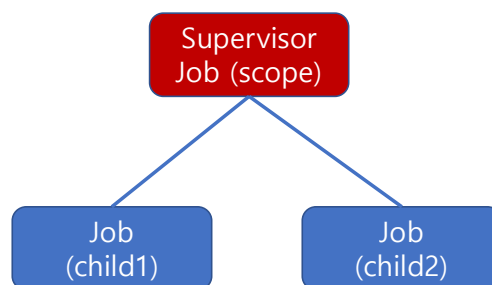 Supervisor
Job (scope)
Job
(child1)
Job
(child2)